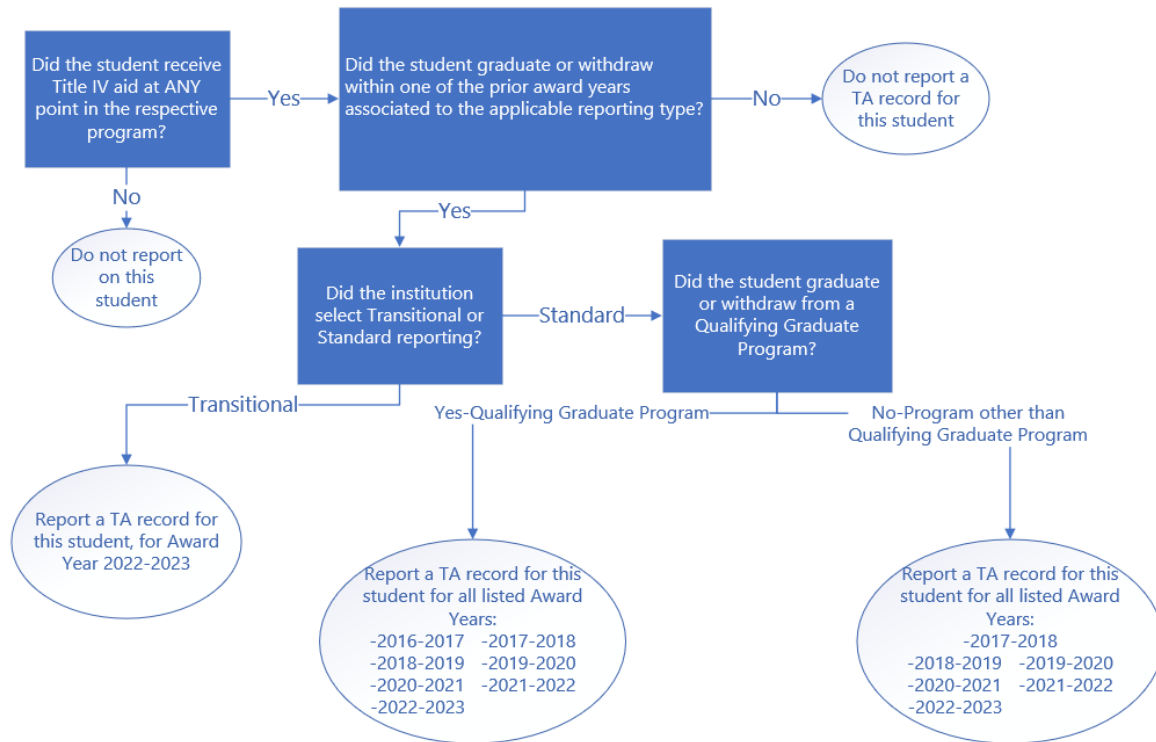 Did the student receive
Title IV aid at ANY
point in the respective
program?
Yes
Did the student graduate or withdraw
within one of the prior award years
associated to the applicable reporting type?
No
Do not report a
TA record for
this student
No
Do not report
on this
student
Yes
Did the institution
select Transitional or
Standard reporting?
Standard
Did the student graduate
or withdraw from a
Qualifying Graduate
Program?
Transitional
Report a TA record for
this student, for Award
Year 2022-2023
Yes-Qualifying Graduate Program
Report a TA record for this
student for all listed Award
Years:
-2016-2017 -2017-2018
-2018-2019 -2019-2020
-2020-2021 -2021-2022
-2022-2023
No-Program other than
Qualifying Graduate Program
Report a TA record for this
student for all listed Award
Years:
-2017-2018
-2018-2019 -2019-2020
-2020-2021 -2021-2022
-2022-2023